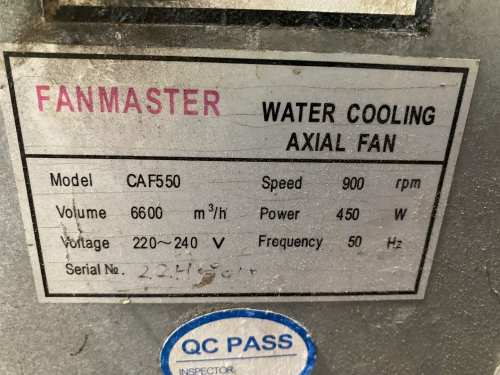 FANMASTER
WATER COOLING
AXIAL FAN
Model CAF550 Speed 900 rpm
Volume 6600 m³/h Power 450 W
Voltage 220～240 V Frequency 50 Hz
Serial №.
QC PASS
INSPECTOR